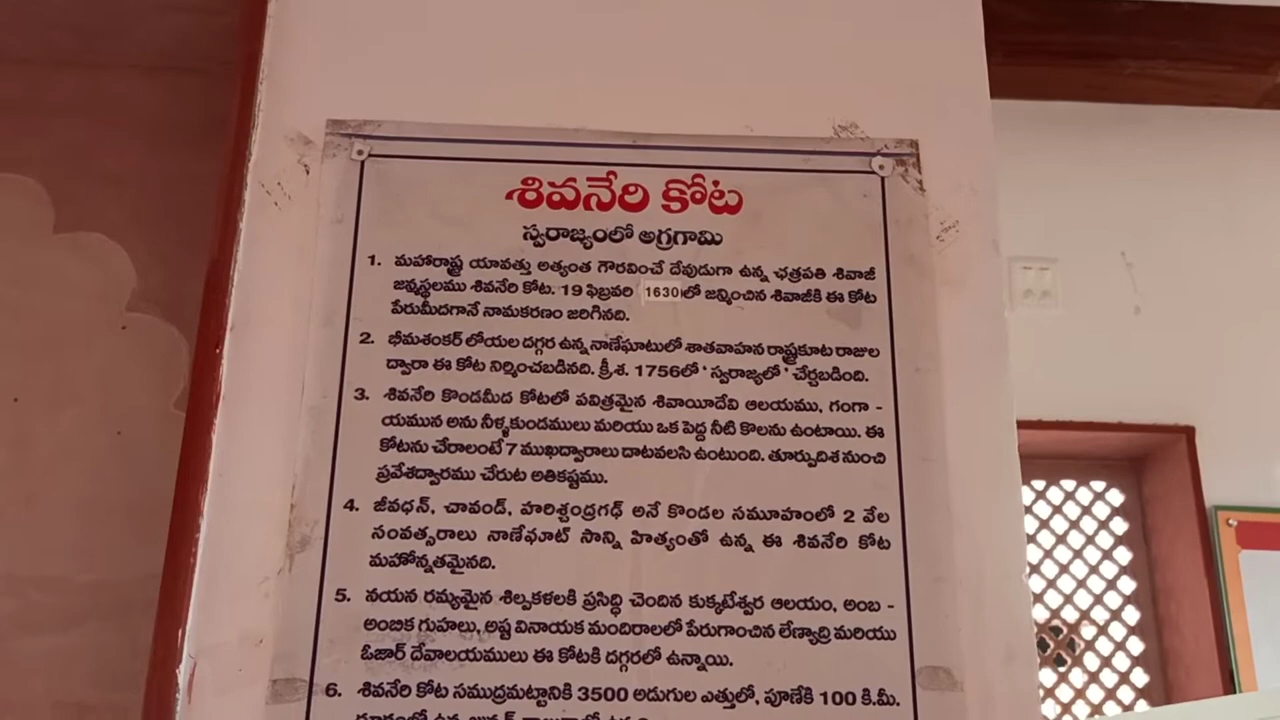 శివనేరి కోట
స్వరాజ్యంలో అగ్రగామి
1. మహారాష్ట్ర యావత్తు అత్యంత గౌరవించే దేవుడుగా ఉన్న ఛత్రపతి శివాజీ
జన్మస్థలము శివనేరి కోట. 19 ఫిబ్రవరి 1630లో జన్మించిన శివాజీకి ఈ కోట
పేరుమీదగానే నామకరణం జరిగినది.
2. భీమశంకర్ లోయల దగ్గర ఉన్న నాణేఘాటులో శాతవాహన రాష్ట్రకూట రాజుల
ద్వారా ఈ కోట నిర్మించబడినది. క్రీ.శ. 1756లో ' స్వరాజ్యలో ' చేర్చబడింది.
3. శివనేరి కొండమీద కోటలో పవిత్రమైన శివాయీదేవి ఆలయము, గంగా -
యమున అను నీళ్ళకుండములు మరియు ఒక పెద్ద నీటి కొలను ఉంటాయి. ఈ
కోటను చేరాలంటే 7 ముఖద్వారాలు దాటవలసి ఉంటుంది. తూర్పుదిశ నుంచి
ప్రవేశద్వారము చేరుట అతికష్టము.
4. జీవధన్, చావండ్, హరిశ్చంద్రగఢ్ అనే కొండల సమూహంలో 2 వేల
సంవత్సరాలు నాణేఘాట్ సాన్ని హిత్యంతో ఉన్న ఈ శివనేరి కోట
మహోన్నతమైనది.
5. నయన రమ్యమైన శిల్పకళలకి ప్రసిద్ధి చెందిన కుక్కటేశ్వర ఆలయం, అంబ -
అంబిక గుహలు, అష్ట వినాయక మందిరాలలో పేరుగాంచిన లేణ్యాద్రి మరియు
ఓజార్ దేవాలయములు ఈ కోటకి దగ్గరలో ఉన్నాయి.
6. శివనేరి కోట సముద్రమట్టానికి 3500 అడుగుల ఎత్తులో, పూణేకి 100 కి.మీ.